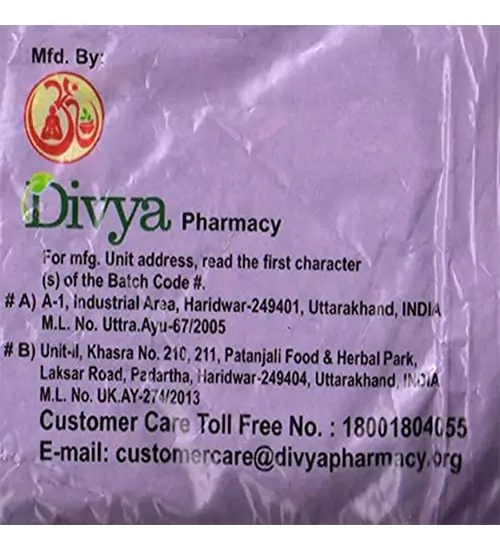 Mfd. By:
Divya Pharmacy
For mfg. Unit address, read the first character
(s) of the Batch Code #.
# A) A-1, Industrial Area, Haridwar-249401, Uttarakhand, INDIA
M.L. No. Uttra.Ayu-67/2005
# B) Unit-II, Khasra No. 210, 211, Patanjali Food & Herbal Park,
Laksar Road, Padartha, Haridwar-249404, Uttarakhand, INDIA
M.L. No. UK.AY-274/2013
Customer Care Toll Free No. : 18001804055
E-mail: customercare@divyapharmacy.org